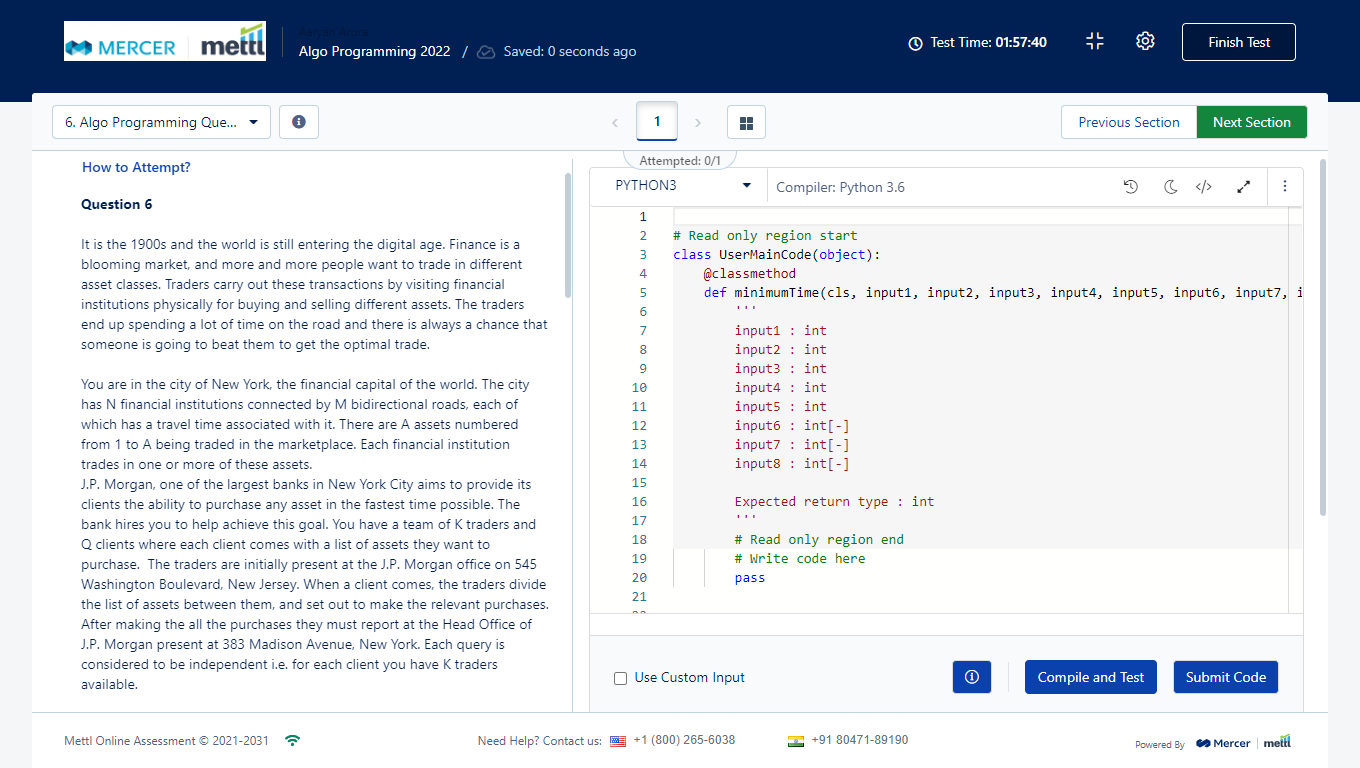 MERCER mettl
Algo Programming 2022 / Saved: 0 seconds ago
Test Time: 01:57:40
Finish Test
6. Algo Programming Que...
1
Previous Section
Next Section
Attempted: 0/1
How to Attempt?
Question 6
It is the 1900s and the world is still entering the digital age. Finance is a
blooming market, and more and more people want to trade in different
asset classes. Traders carry out these transactions by visiting financial
institutions physically for buying and selling different assets. The traders
end up spending a lot of time on the road and there is always a chance that
someone is going to beat them to get the optimal trade.
You are in the city of New York, the financial capital of the world. The city
has N financial institutions connected by M bidirectional roads, each of
which has a travel time associated with it. There are A assets numbered
from 1 to A being traded in the marketplace. Each financial institution
trades in one or more of these assets.
J.P. Morgan, one of the largest banks in New York City aims to provide its
clients the ability to purchase any asset in the fastest time possible. The
bank hires you to help achieve this goal. You have a team of K traders and
Q clients where each client comes with a list of assets they want to
purchase. The traders are initially present at the J.P. Morgan office on 545
Washington Boulevard, New Jersey. When a client comes, the traders divide
the list of assets between them, and set out to make the relevant purchases.
After making the all the purchases they must report at the Head Office of
J.P. Morgan present at 383 Madison Avenue, New York. Each query is
considered to be independent i.e. for each client you have K traders
available.
PYTHON3
Compiler: Python 3.6
</>
1
2 # Read only region start
3 class UserMainCode(object):
4 @classmethod
5 def minimumTime(cls, input1, input2, input3, input4, input5, input6, input7, i
6 '''
7 input1 : int
8 input2 : int
9 input3 : int
10 input4 : int
11 input5 : int
12 input6 : int[-]
13 input7 : int[-]
14 input8 : int[-]
15
16 Expected return type : int
17 '''
18 # Read only region end
19 # Write code here
20 pass
21
Use Custom Input
Compile and Test
Submit Code
Mettl Online Assessment © 2021-2031
Need Help? Contact us: +1 (800) 265-6038
+91 80471-89190
Powered By Mercer mettl